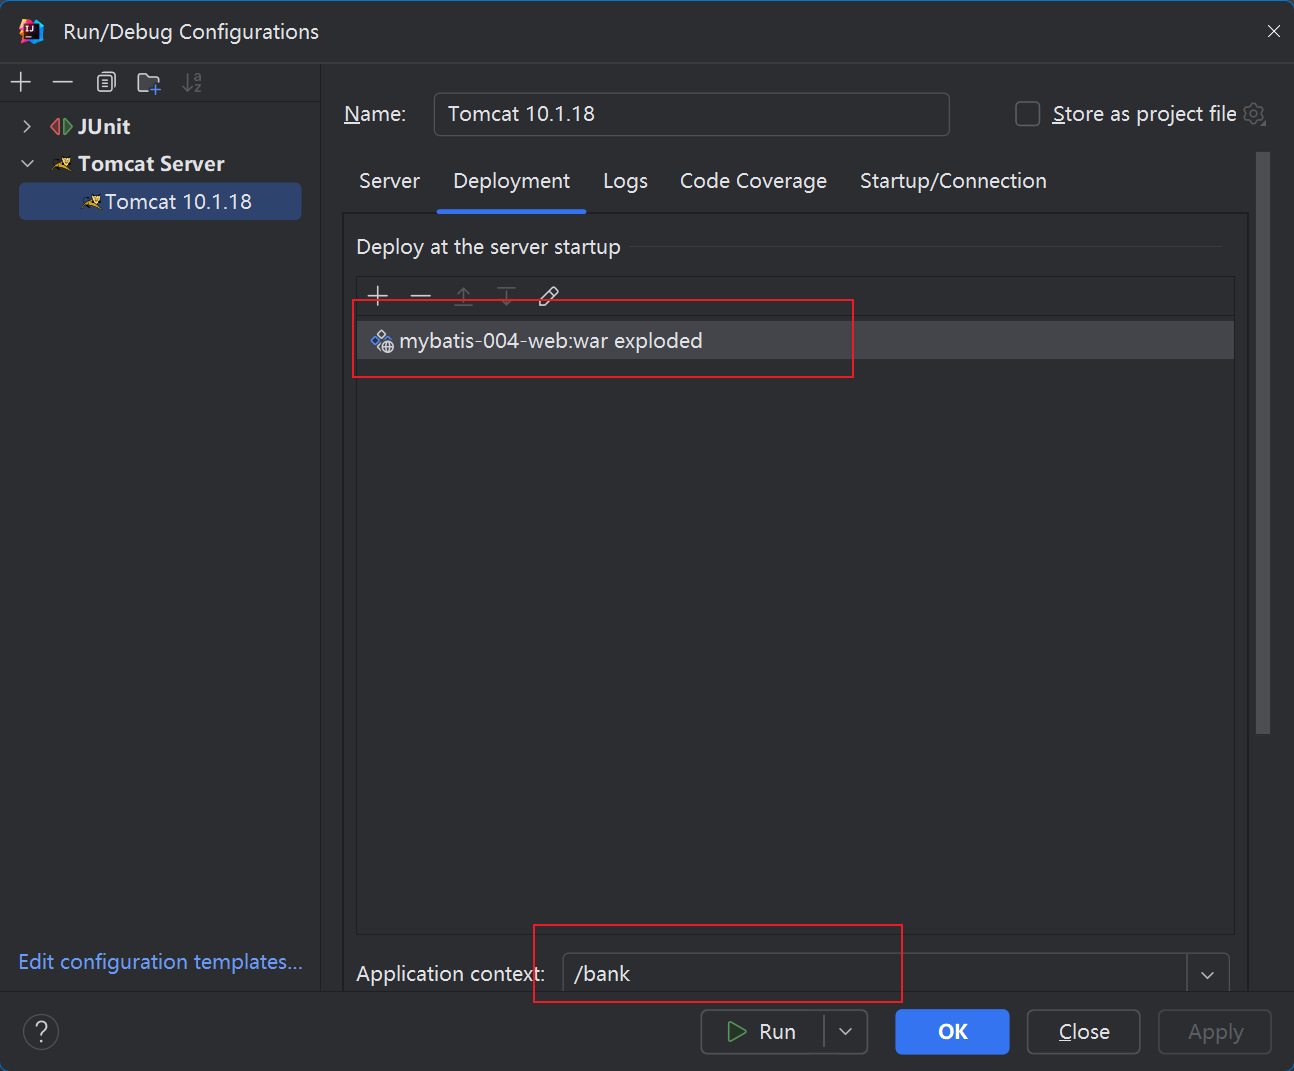 Run/Debug Configurations
JUnit
Tomcat Server
Tomcat 10.1.18
Edit configuration templates...
Name:
Tomcat 10.1.18
Store as project file
Server Deployment Logs Code Coverage Startup/Connection
Deploy at the server startup
mybatis-004-web:war exploded
Application context: /bank
? Run OK Close Apply